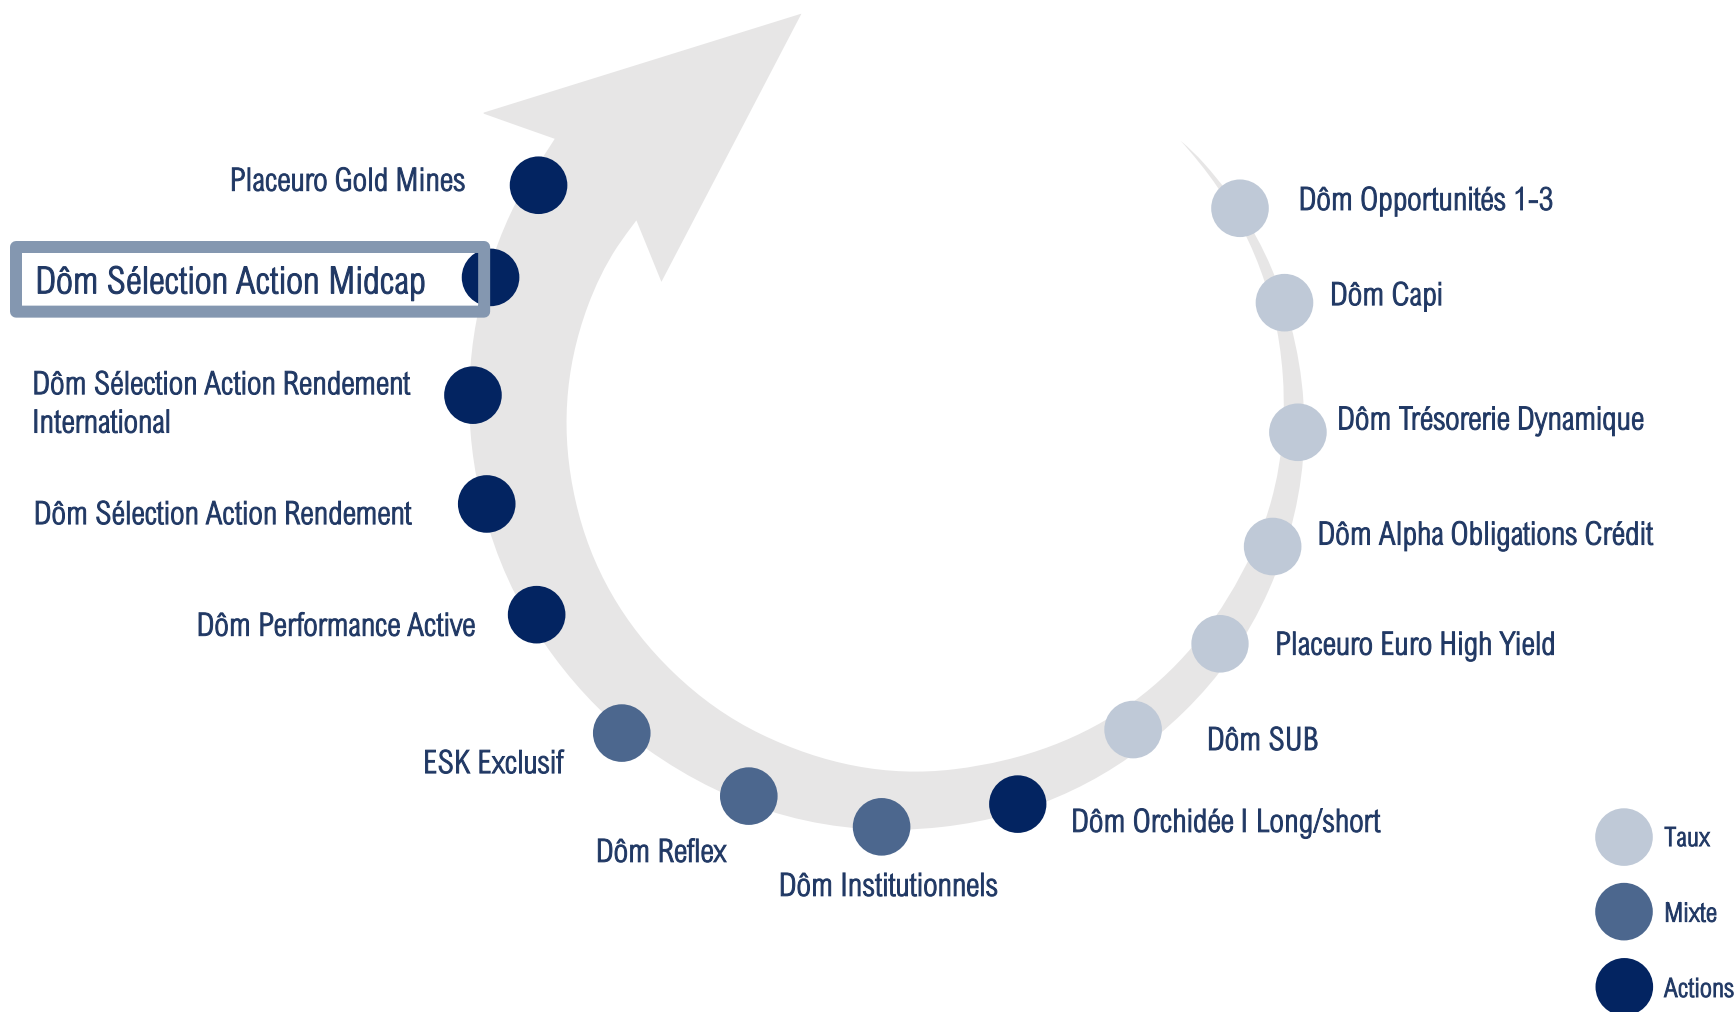 Placeuro Gold Mines
Dôm Sélection Action Midcap
Dôm Sélection Action Rendement
International
Dôm Sélection Action Rendement
Dôm Performance Active
ESK Exclusif
Dôm Reflex
Dôm Institutionnels
Dôm Orchidée I Long/short
Dôm SUB
Placeuro Euro High Yield
Dôm Alpha Obligations Crédit
Dôm Trésorerie Dynamique
Dôm Capi
Dôm Opportunités 1-3
Taux
Mixte
Actions